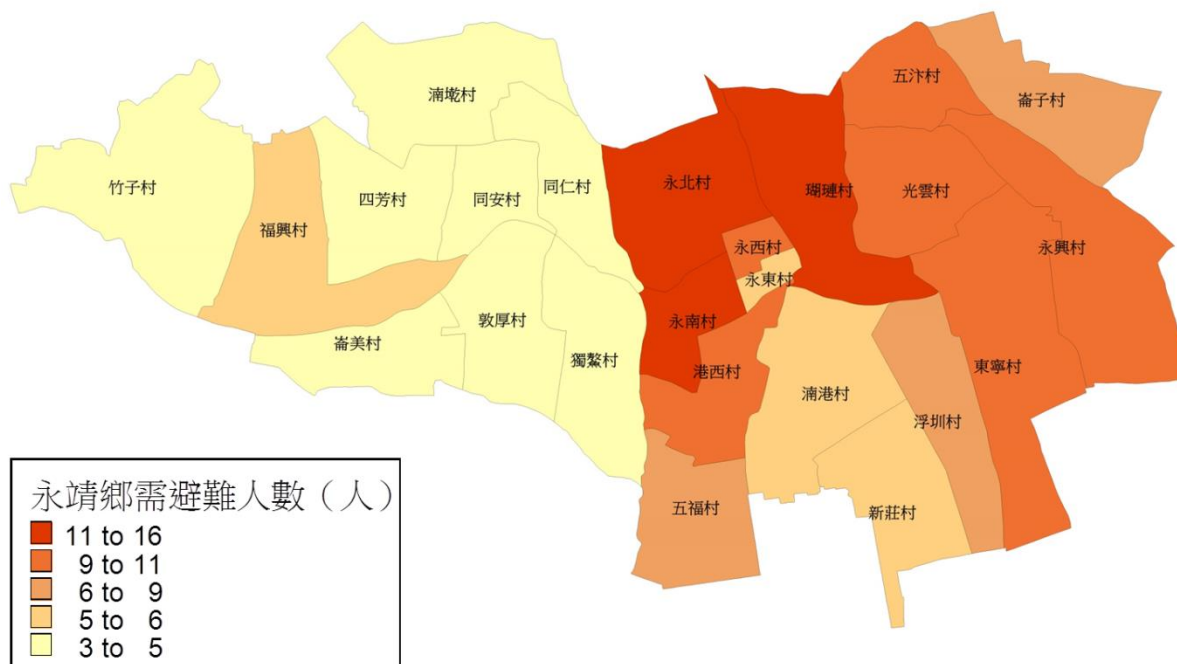 五汴村
崙子村
湳墘村
竹子村
四芳村
同安村
同仁村
永北村
瑚璉村
光雲村
福興村
永西村
永興村
永東村
敦厚村
永南村
崙美村
獨鰲村
港西村
東寧村
湳港村
浮圳村
五福村
新莊村
永靖鄉需避難人數（人）
11 to 16
9 to 11
6 to 9
5 to 6
3 to 5